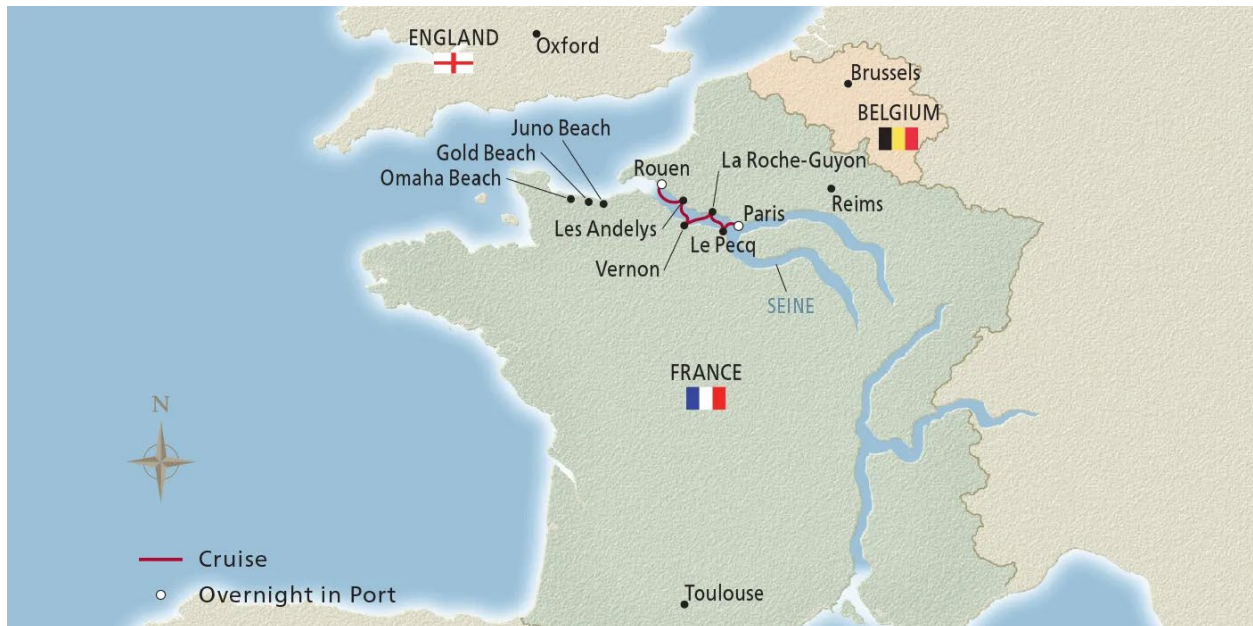 ENGLAND
Oxford
Brussels
BELGIUM
Juno Beach
Gold Beach
Omaha Beach
Rouen
La Roche-Guyon
Reims
Les Andelys
Paris
Le Pecq
Vernon
SEINE
FRANCE
N
Cruise
Overnight in Port
Toulouse